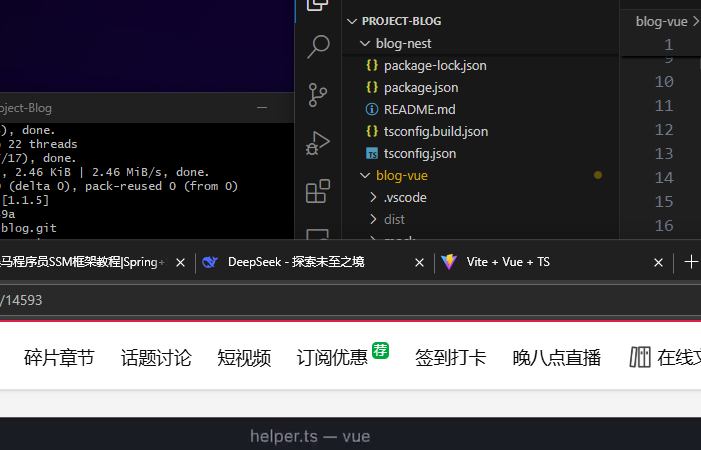 PROJECT-BLOG
blog-nest
package-lock.json
package.json
README.md
tsconfig.build.json
tsconfig.json
blog-vue
.vscode
dist
blog-vue >
1
9
10
11
12
13
14
15
16
oject-Blog
), done.
22 threads
/17), done.
, 2.46 KiB | 2.46 MiB/s, done.
(delta 0), pack-reused 0 (from 0)
[1.1.5]
9a
blog.git
马程序员SSM框架教程|Spring+
DeepSeek - 探索未至之境
Vite + Vue + TS
/14593
碎片章节
话题讨论
短视频
订阅优惠
荐
签到打卡
晚八点直播
在线文
helper.ts — vue